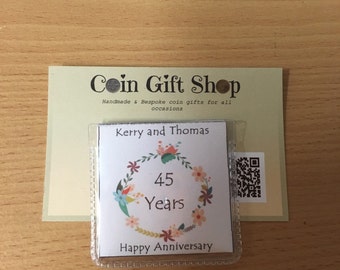 Coin Gift Shop
Handmade & Bespoke coin gifts for all
occasions
Kerry and Thomas
45
Years
Happy Anniversary